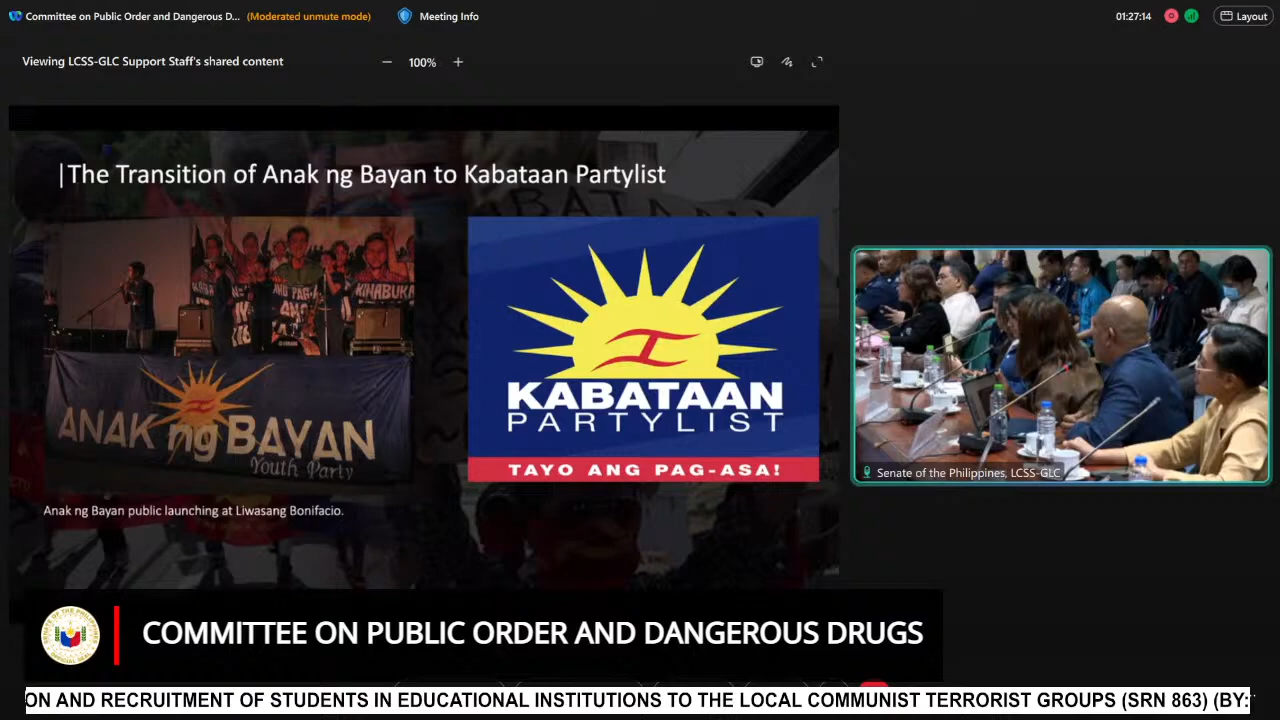 Committee on Public Order and Dangerous D... (Moderated unmute mode) Meeting Info 01:27:14 Layout
Viewing LCSS-GLC Support Staff's shared content 100%
The Transition of Anak ng Bayan to Kabataan Partylist
ANAK ng BAYAN
Youth Party
KABATAAN
PARTYLIST
TAYO ANG PAG-ASA!
Anak ng Bayan public launching at Liwasang Bonifacio.
Senate of the Philippines, LCSS-GLC
COMMITTEE ON PUBLIC ORDER AND DANGEROUS DRUGS
ON AND RECRUITMENT OF STUDENTS IN EDUCATIONAL INSTITUTIONS TO THE LOCAL COMMUNIST TERRORIST GROUPS (SRN 863) (BY: